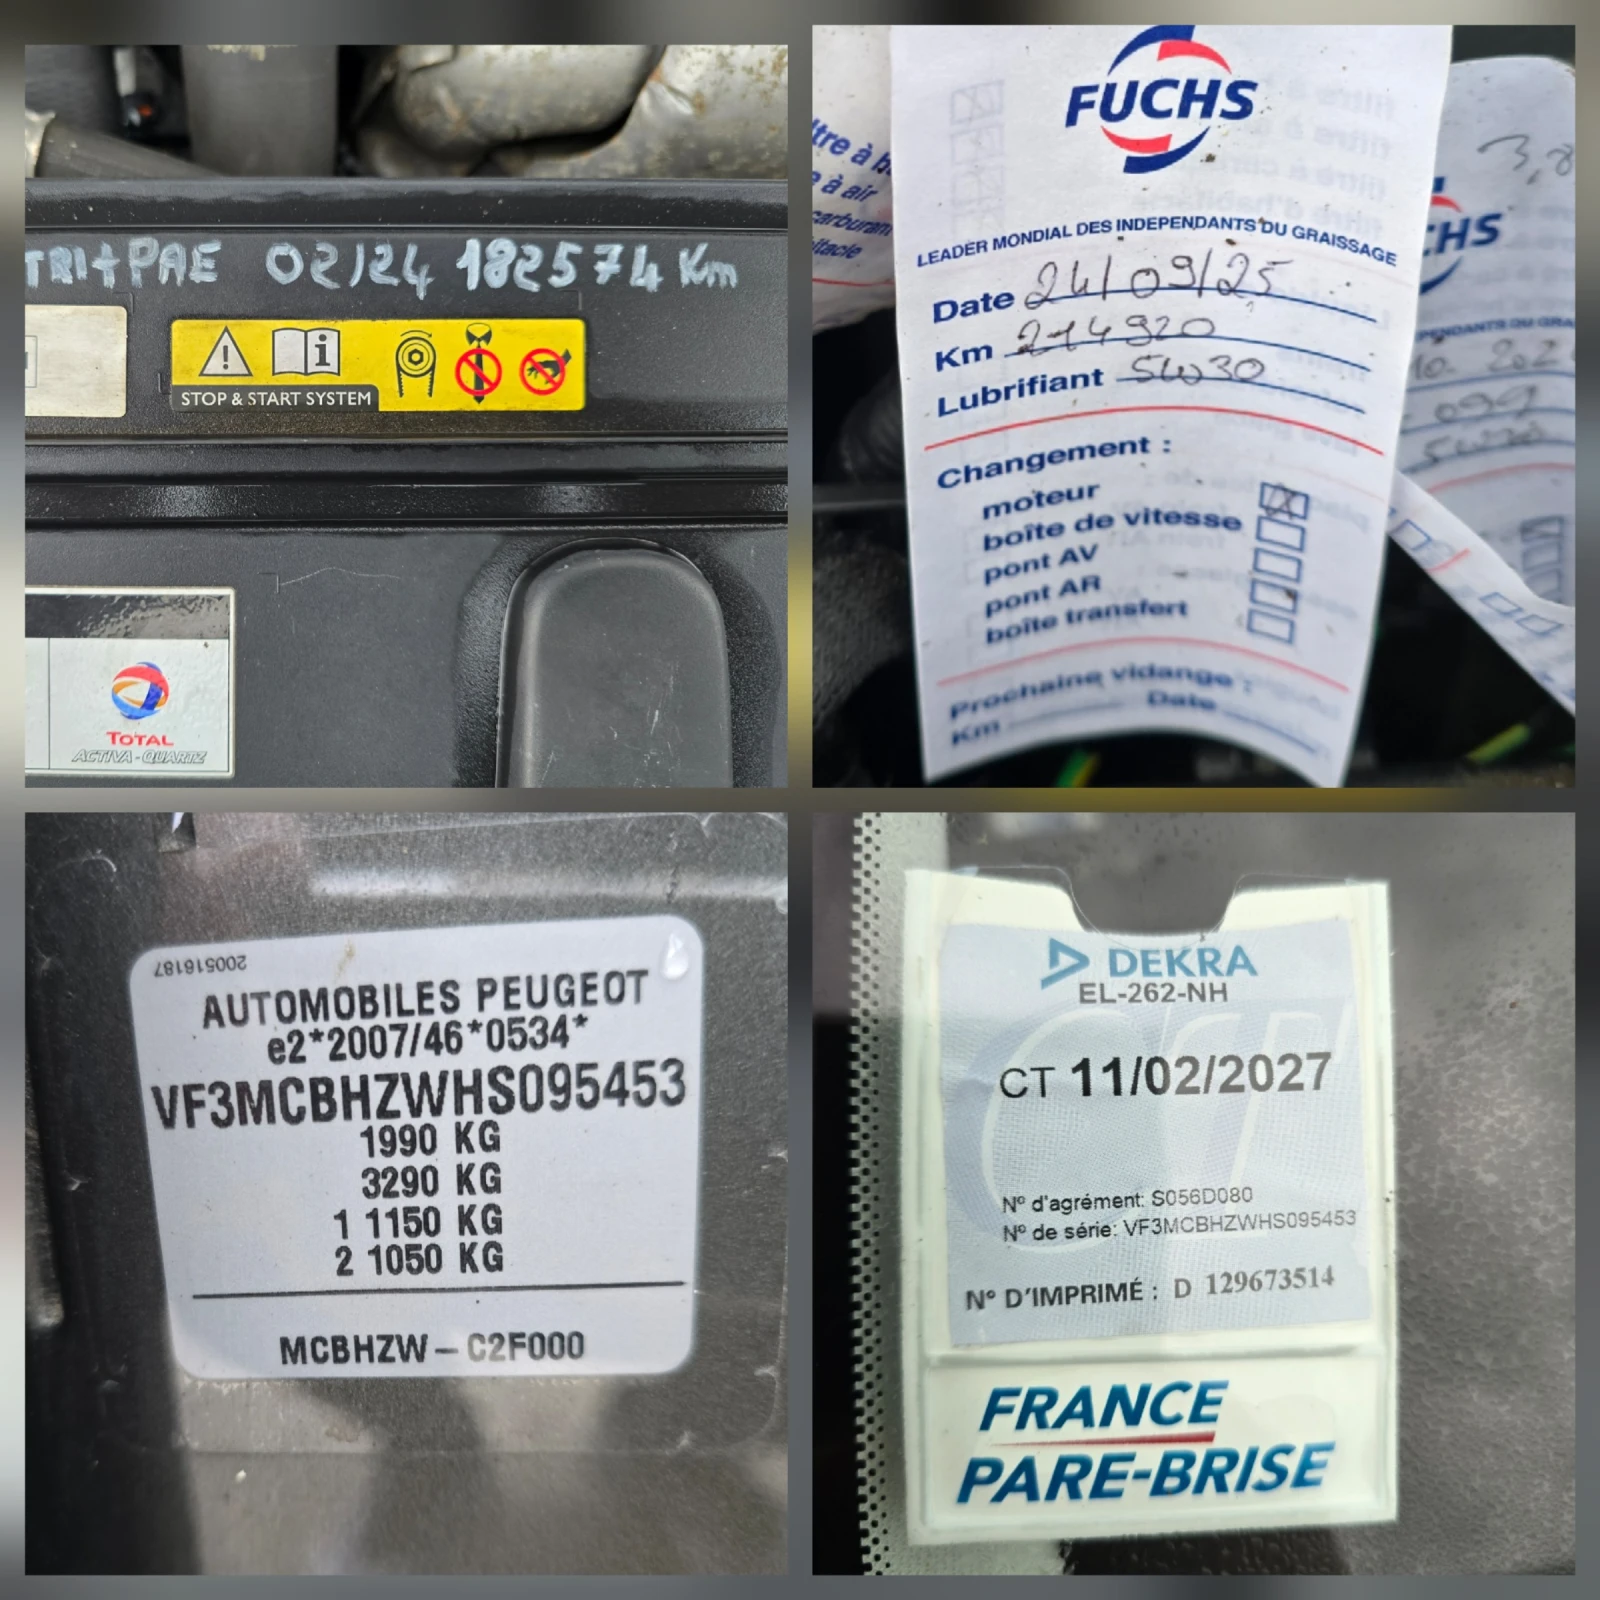 TRI+PAE 02/24 182574 Km
STOP & START SYSTEM
TOTAL
ACTIVA-QUARTZ
FUCHS
LEADER MONDIAL DES INDEPENDANTS DU GRAISSAGE
Date 24/09/25
Km 214920
Lubrifiant 5W30
Changement :
moteur
boîte de vitesse
pont AV
pont AR
boîte transfert
Prochaine vidange :
Km Date
à air
CHS
200516187
AUTOMOBILES PEUGEOT
e2*2007/46*0534*
VF3MCBHZWHS095453
1990 KG
3290 KG
1 1150 KG
2 1050 KG
MCBHZW - C2F000
DEKRA
EL-262-NH
CT 11/02/2027
N° d'agrément: S056D080
N° de série: VF3MCBHZWHS095453
N° D'IMPRIMÉ : D 129673514
FRANCE
PARE-BRISE